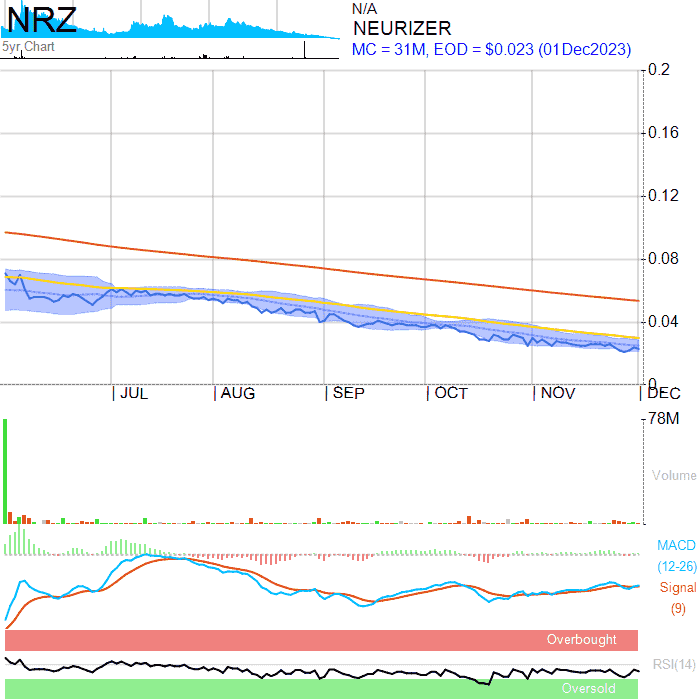 NRZ
5yr Chart
N/A
NEURIZER
MC = 31M, EOD = $0.023 (01Dec2023)
0.2
0.16
0.12
0.08
0.04
0
JUL AUG SEP OCT NOV DEC
78M
Volume
MACD
(12-26)
Signal
(9)
Overbought
RSI(14)
Oversold